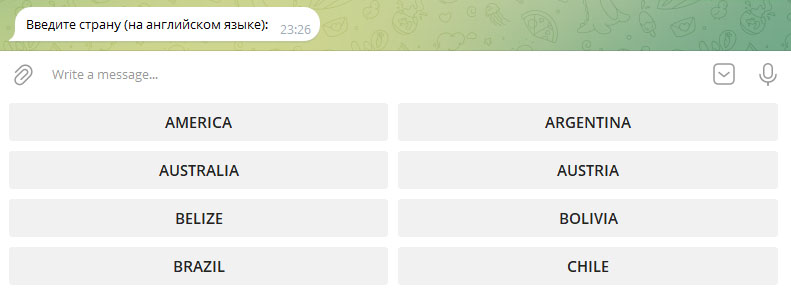 Введите страну (на английском языке):
23:26
Write a message...
AMERICA
ARGENTINA
AUSTRALIA
AUSTRIA
BELIZE
BOLIVIA
BRAZIL
CHILE